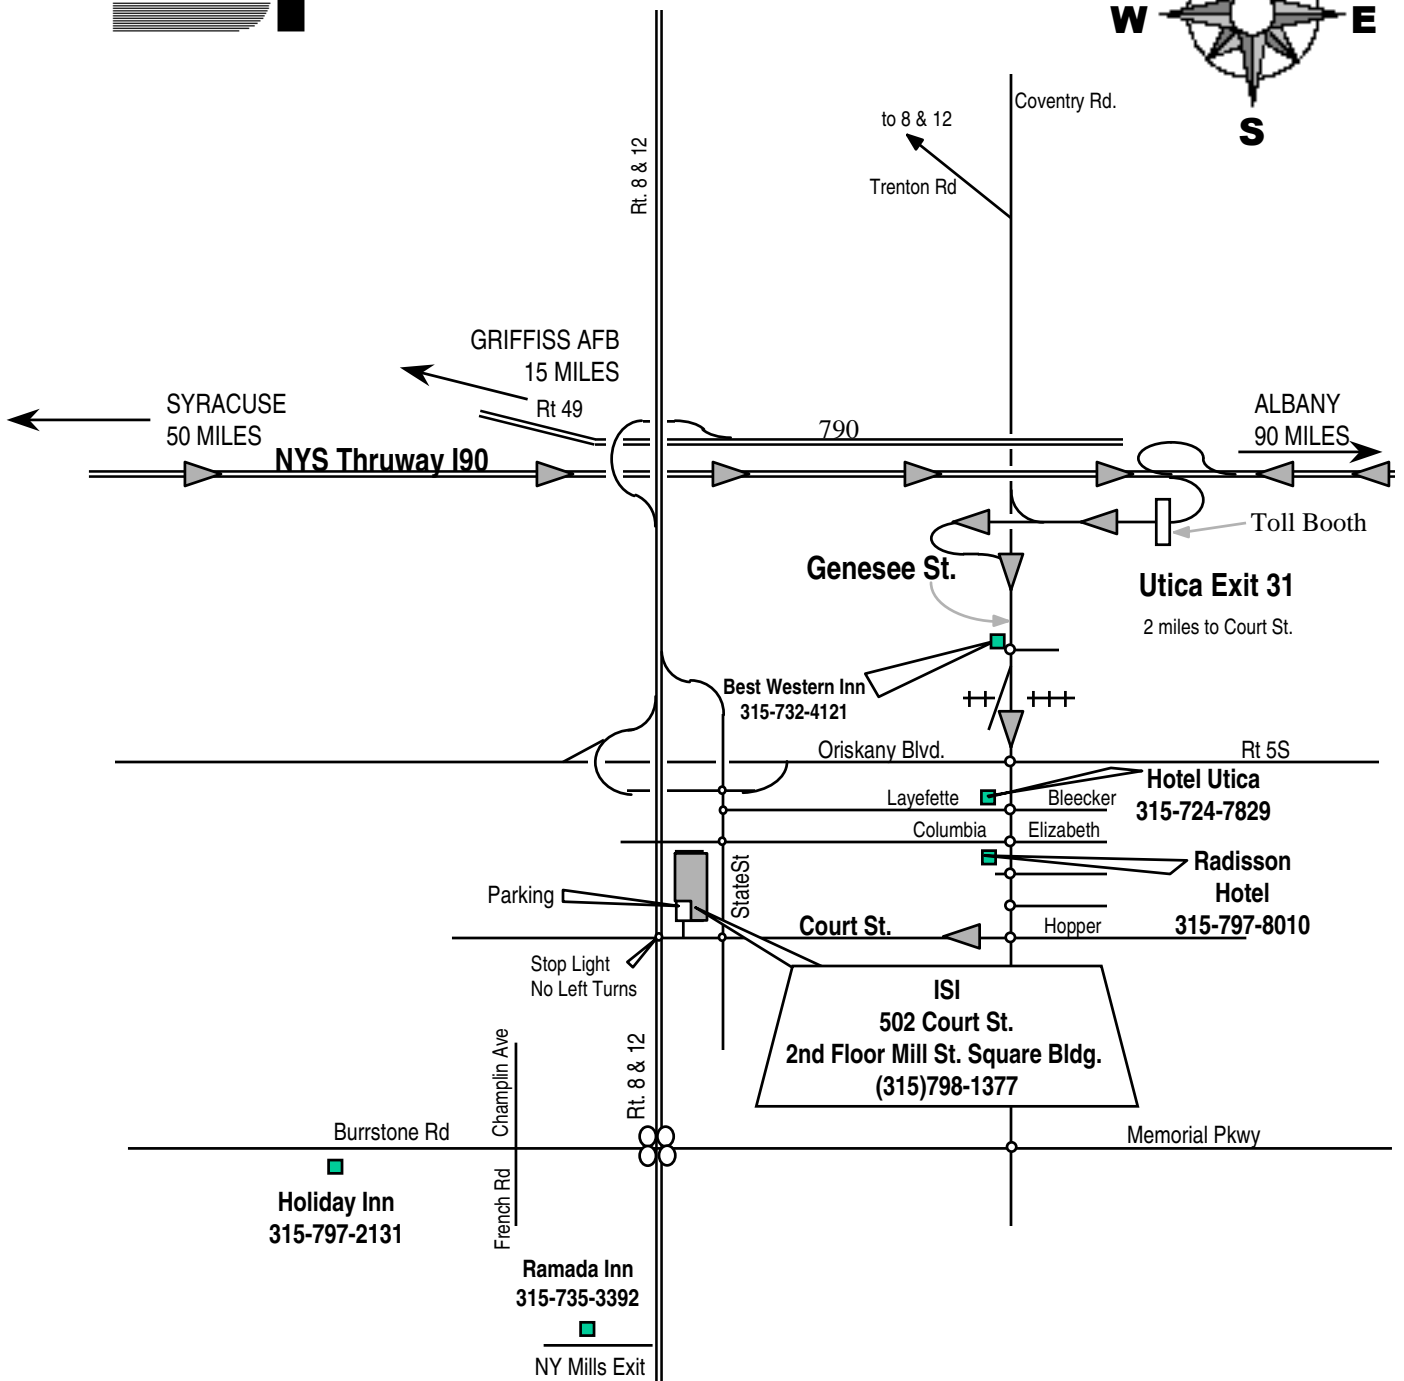 W
E
S
Coventry Rd.
to 8 & 12
Trenton Rd
Rt. 8 & 12
GRIFFISS AFB
15 MILES
Rt 49
SYRACUSE
50 MILES
NYS Thruway I90
790
ALBANY
90 MILES
Toll Booth
Genesee St.
Utica Exit 31
2 miles to Court St.
Best Western Inn
315-732-4121
Oriskany Blvd.
Rt 5S
Hotel Utica
315-724-7829
Layefette
Bleecker
Columbia
Elizabeth
Radisson
Hotel
315-797-8010
Parking
StateSt
Court St.
Hopper
Stop Light
No Left Turns
ISI
502 Court St.
2nd Floor Mill St. Square Bldg.
(315)798-1377
Champlin Ave
Rt. 8 & 12
Burrstone Rd
Memorial Pkwy
French Rd
Holiday Inn
315-797-2131
Ramada Inn
315-735-3392
NY Mills Exit